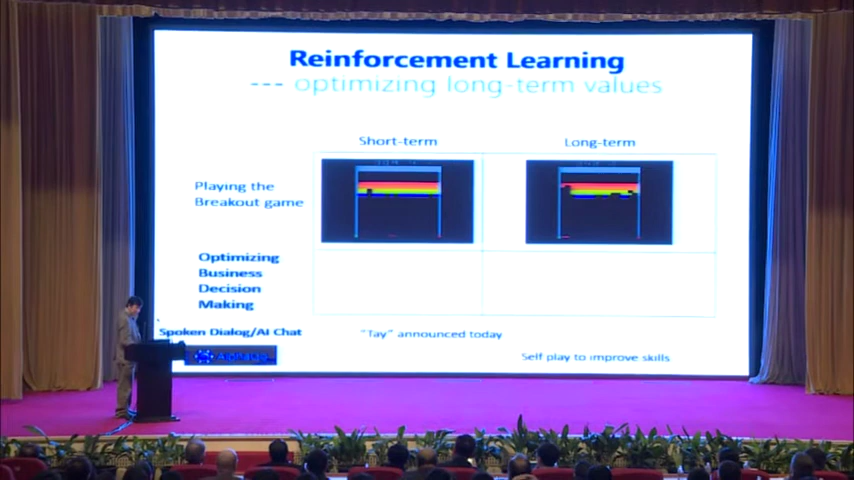 Reinforcement Learning
--- optimizing long-term values
Short-term
Long-term
Playing the
Breakout game
Optimizing
Business
Decision
Making
Spoken Dialog/AI Chat
"Tay" announced today
AlphaGo
Self play to improve skills